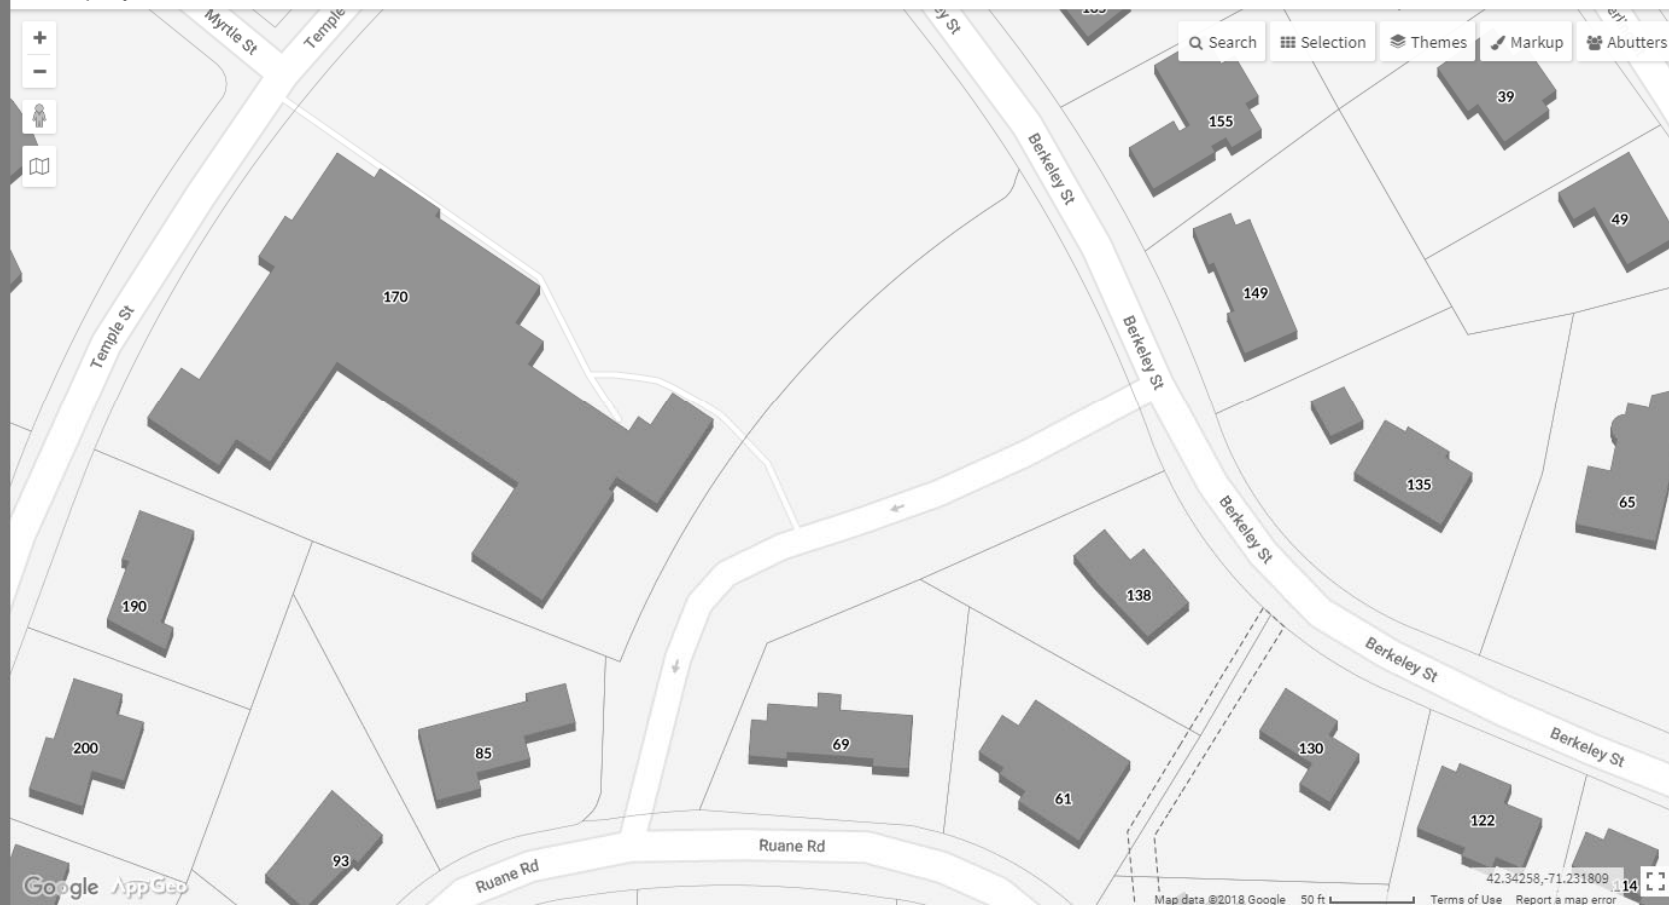 Myrtle St
Temple
+
−
Search
Selection
Themes
Markup
Abutters
155
39
Berkeley St
49
149
170
Temple St
Berkeley St
135
65
Berkeley St
138
190
Berkeley St
200
85
69
130
Berkeley St
61
122
93
Ruane Rd
Ruane Rd
42.34258,-71.231809
114
Google AppGeo
Map data ©2018 Google 50 ft Terms of Use Report a map error